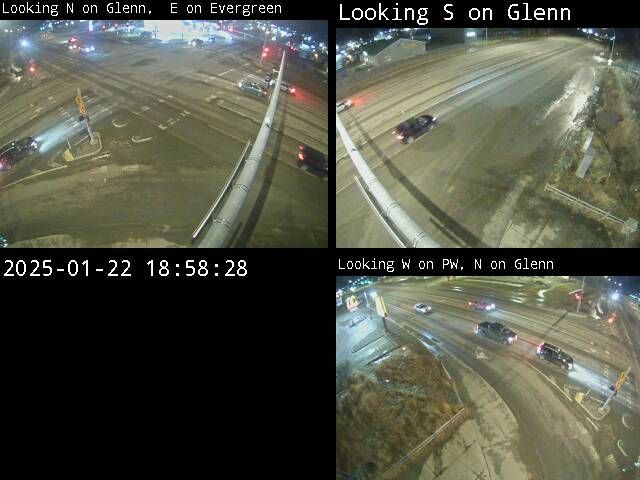 Looking N on Glenn,  E on Evergreen
Looking S on Glenn
2025-01-22 18:58:28
Looking W on PW, N on Glenn